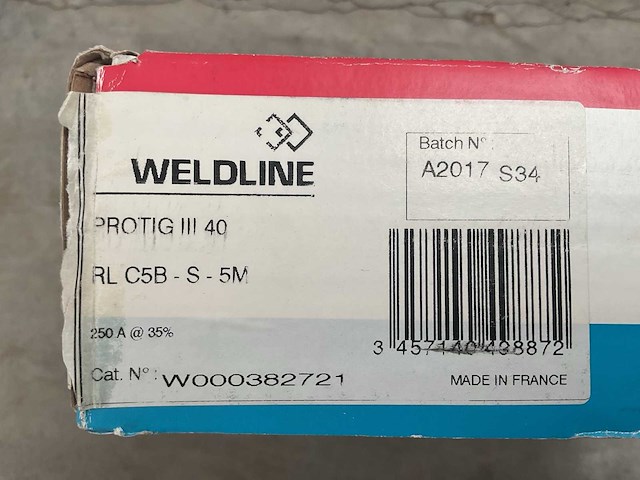 WELDLINE
Batch N° :
A2017 S34
PROTIG III 40
RL C5B - S - 5M
250 A @ 35%
3 457140 438872
Cat. N° : W000382721
MADE IN FRANCE